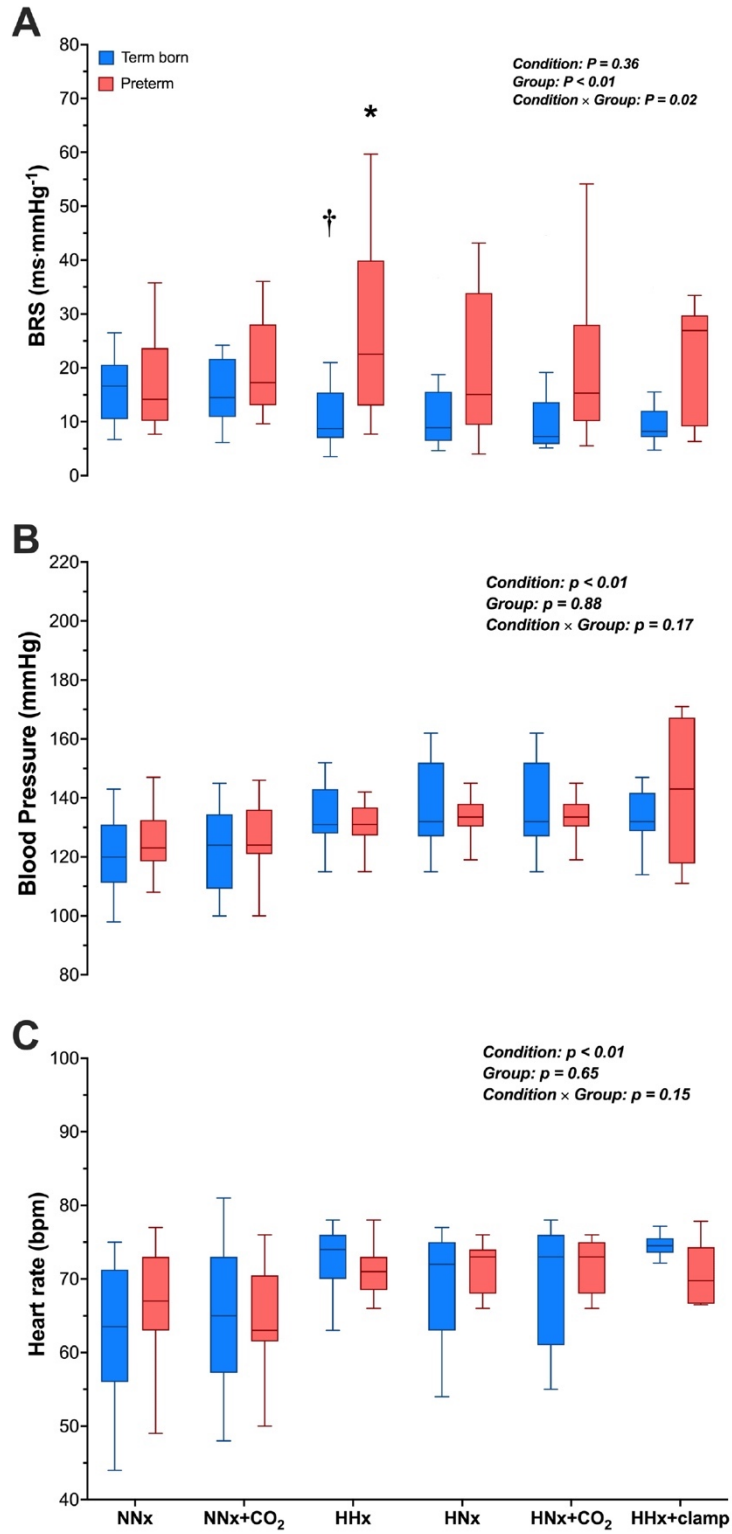 A
80
70
60
50
40
30
20
10
0
BRS (ms·mmHg⁻¹)
Term born
Preterm
Condition: P = 0.36
Group: P < 0.01
Condition × Group: P = 0.02
*
†
B
220
200
180
160
140
120
100
80
Blood Pressure (mmHg)
Condition: p < 0.01
Group: p = 0.88
Condition × Group: p = 0.17
C
100
90
80
70
60
50
40
Heart rate (bpm)
Condition: p < 0.01
Group: p = 0.65
Condition × Group: p = 0.15
NNx NNx+CO₂ HHx HNx HNx+CO₂ HHx+clamp